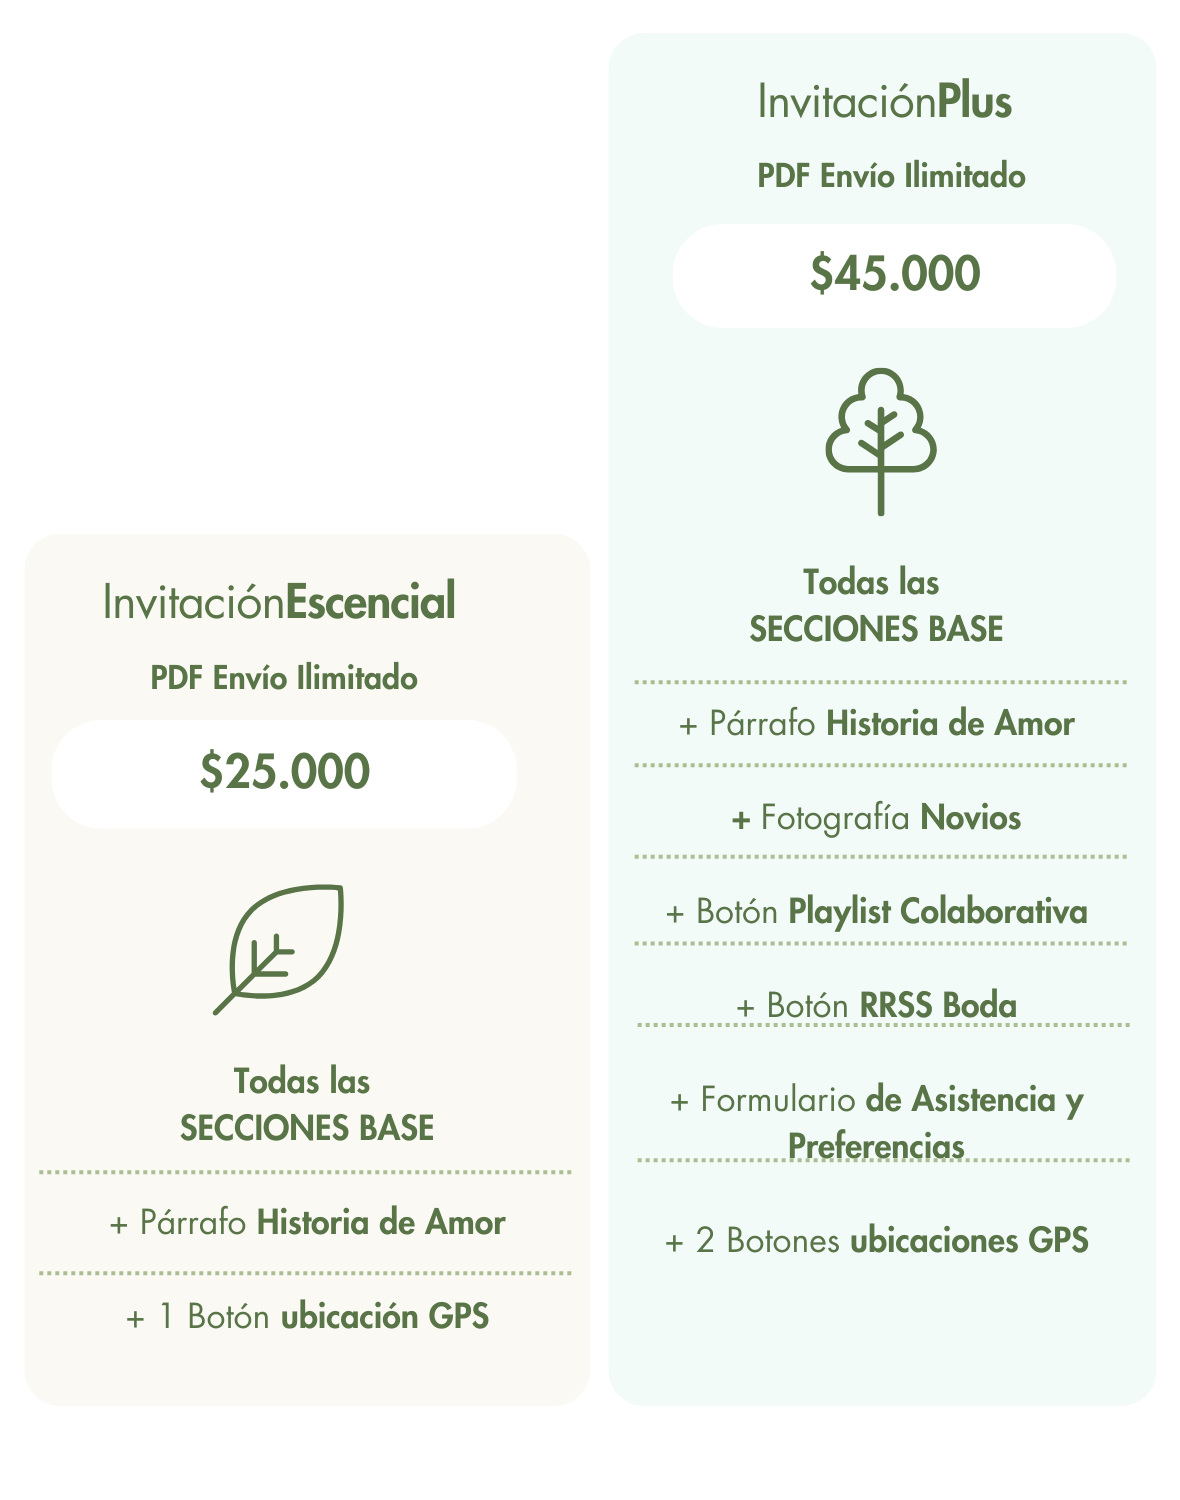 InvitaciónEscencial
PDF Envío Ilimitado
$25.000
Todas las
SECCIONES BASE
+ Párrafo Historia de Amor
+ 1 Botón ubicación GPS
InvitaciónPlus
PDF Envío Ilimitado
$45.000
Todas las
SECCIONES BASE
+ Párrafo Historia de Amor
+ Fotografía Novios
+ Botón Playlist Colaborativa
+ Botón RRSS Boda
+ Formulario de Asistencia y
Preferencias
+ 2 Botones ubicaciones GPS